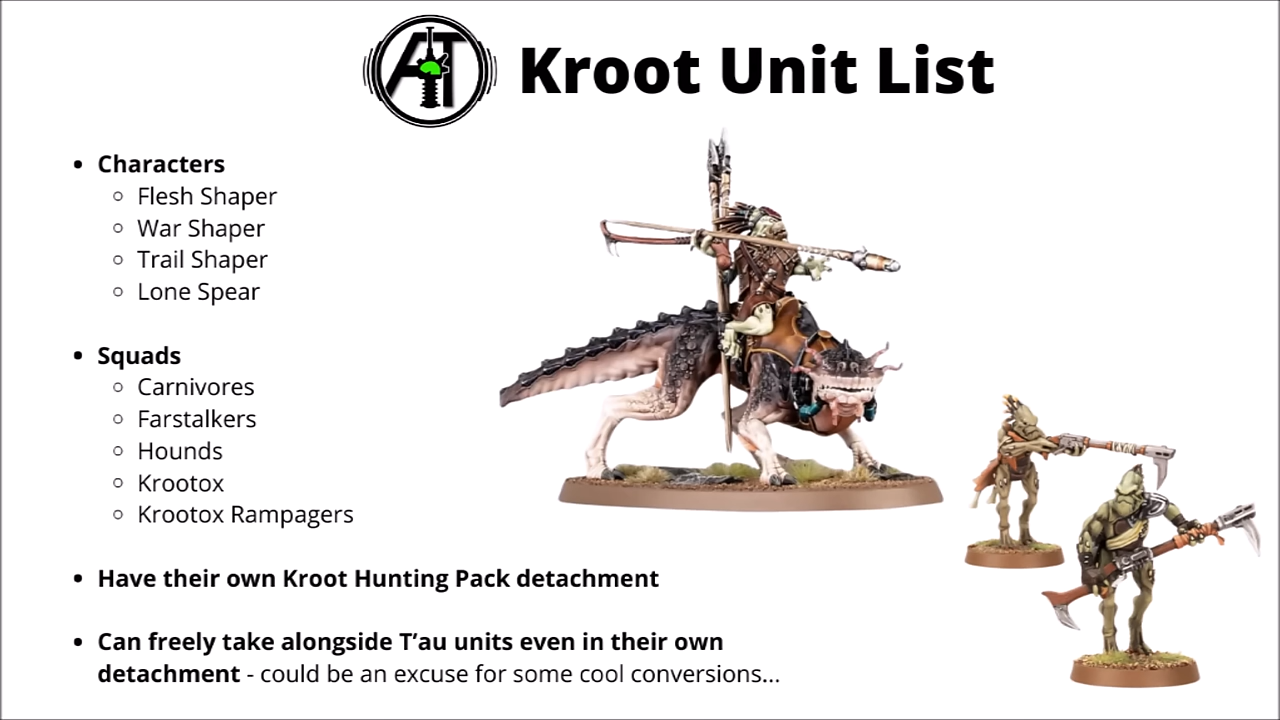 AT
Kroot Unit List
• Characters
○ Flesh Shaper
○ War Shaper
○ Trail Shaper
○ Lone Spear
• Squads
○ Carnivores
○ Farstalkers
○ Hounds
○ Krootox
○ Krootox Rampagers
• Have their own Kroot Hunting Pack detachment
• Can freely take alongside T’au units even in their own
detachment - could be an excuse for some cool conversions...